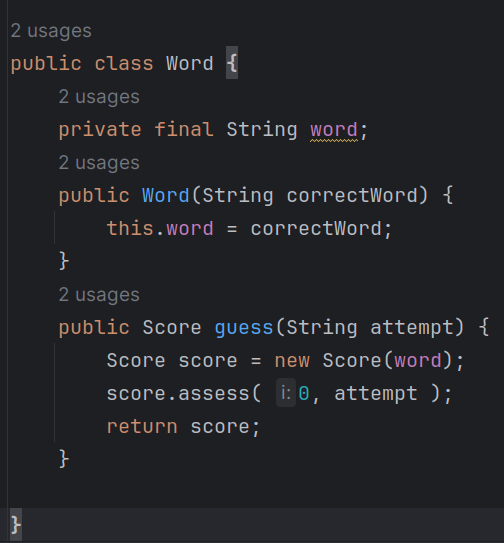 2 usages
public class Word {
2 usages
private final String word;
2 usages
public Word(String correctWord) {
this.word = correctWord;
}
2 usages
public Score guess(String attempt) {
Score score = new Score(word);
score.assess( i: 0, attempt );
return score;
}
}